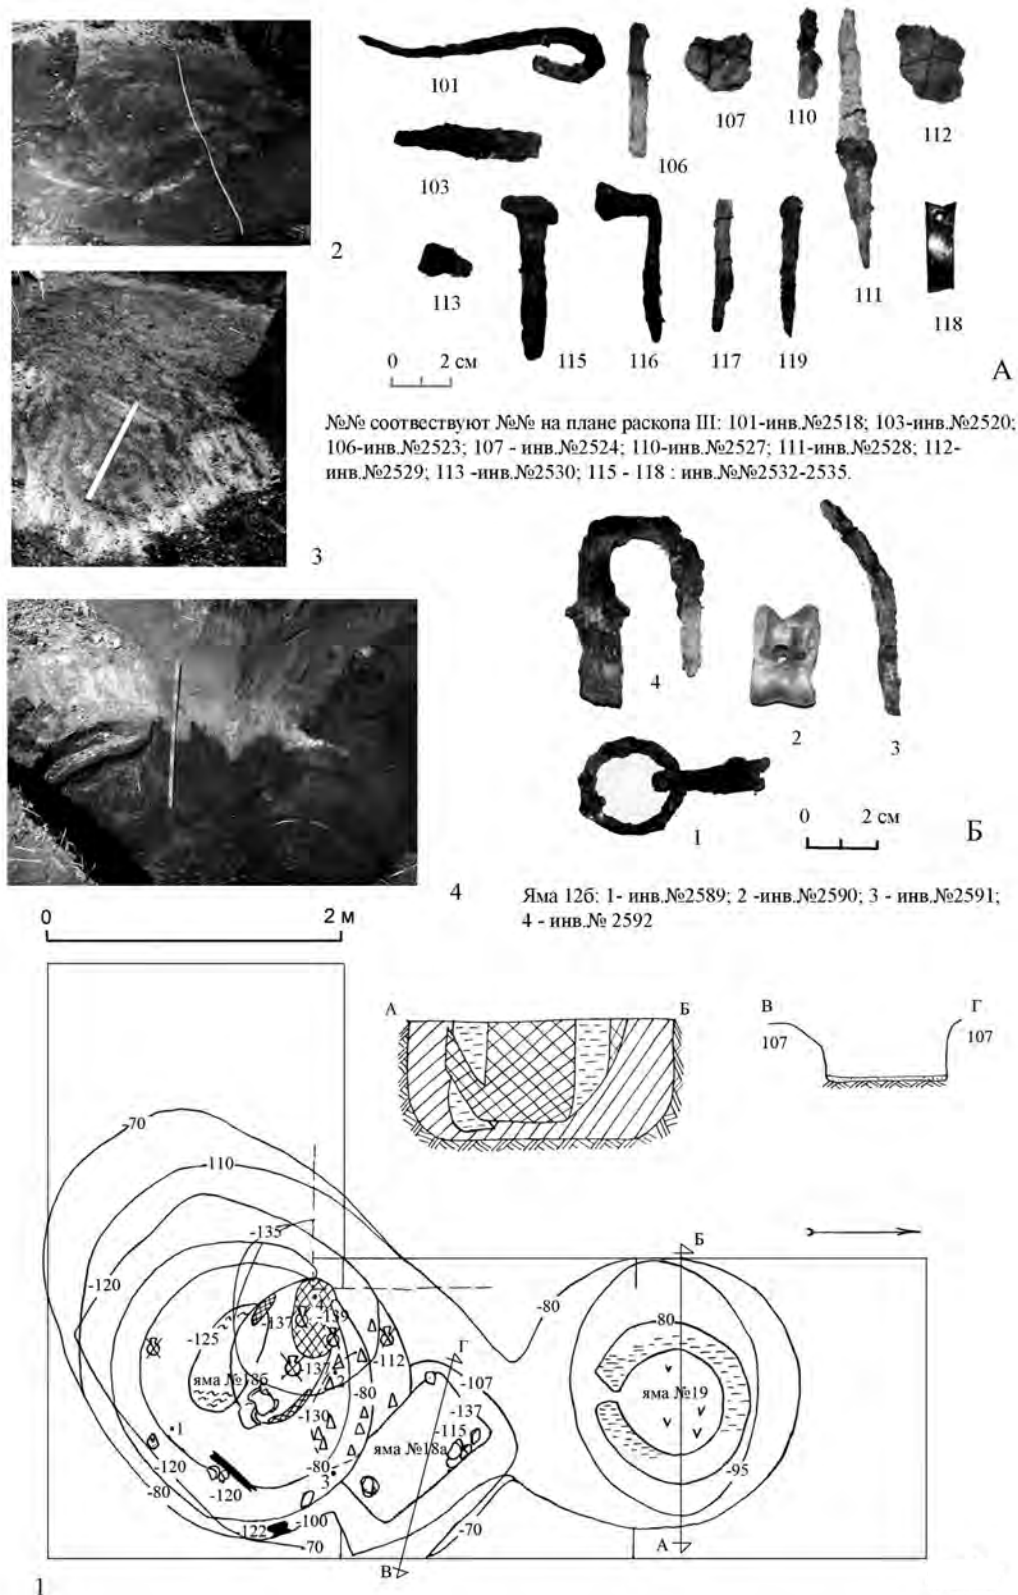 101
106
107
110
112
103
2
113
111
118
115
116
117
119
0 2 см
А
№№ соотвествуют №№ на плане раскопа III: 101-инв.№2518; 103-инв.№2520;
106-инв.№2523; 107 - инв.№2524; 110-инв.№2527; 111-инв.№2528; 112-
инв.№2529; 113 -инв.№2530; 115 - 118 : инв.№№2532-2535.
3
4
2
3
1
0 2 см
Б
4
Яма 12б: 1- инв.№2589; 2 -инв.№2590; 3 - инв.№2591;
4 - инв.№ 2592
0 2 м
А Б
В Г
107 107
-70
-110
-135
-120
Б
-80
-80
4
-137
-139
-125
-112
Г
-137
яма №18б
2
-107
яма №19
-80
-137
-130
-115
1
яма №18а
-120
-80
-95
-80
-120
3
-100
-122
-70
-70
А
В
1